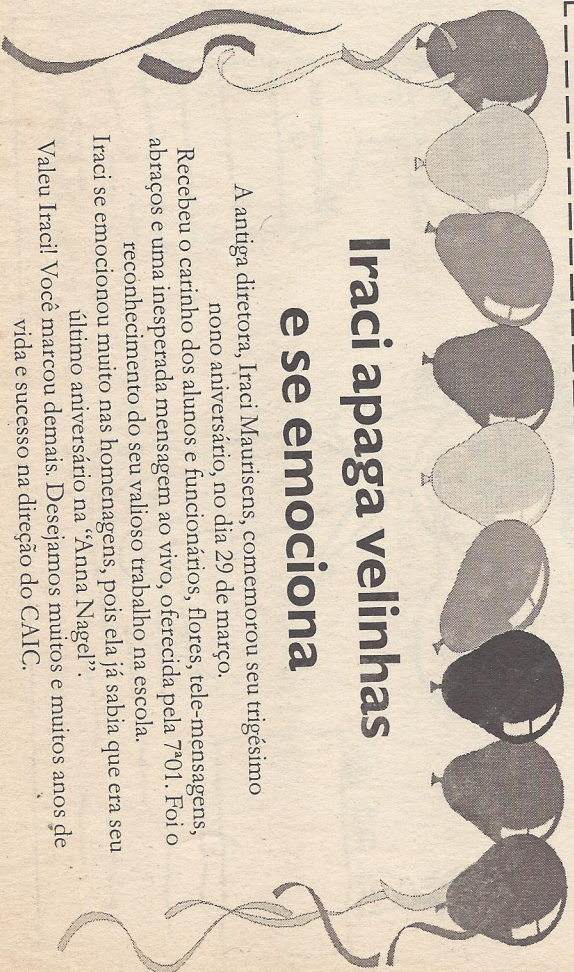 Iraci apaga velinhas
e se emociona
A antiga diretora, Iraci Maurisens, comemorou seu trigésimo
nono aniversário, no dia 29 de março.
Recebeu o carinho dos alunos e funcionários, flores, tele-mensagens,
abraços e uma inesperada mensagem ao vivo, oferecida pela 7ª01. Foi o
reconhecimento do seu valioso trabalho na escola.
Iraci se emocionou muito nas homenagens, pois ela já sabia que era seu
último aniversário na “Anna Nagel”.
Valeu Iraci! Você marcou demais. Desejamos muitos e muitos anos de
vida e sucesso na direção do CAIC.